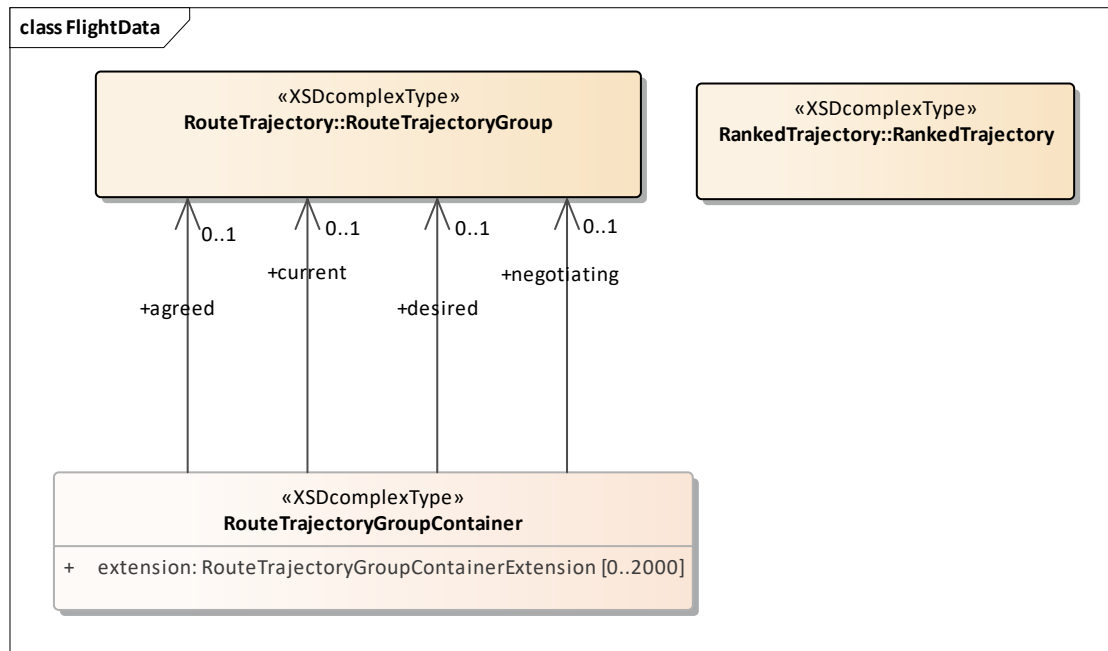 class FlightData
«XSDcomplexType»
RouteTrajectory::RouteTrajectoryGroup
«XSDcomplexType»
RankedTrajectory::RankedTrajectory
0..1
0..1
0..1
0..1
+current
+negotiating
+agreed
+desired
«XSDcomplexType»
RouteTrajectoryGroupContainer
+ extension: RouteTrajectoryGroupContainerExtension [0..2000]